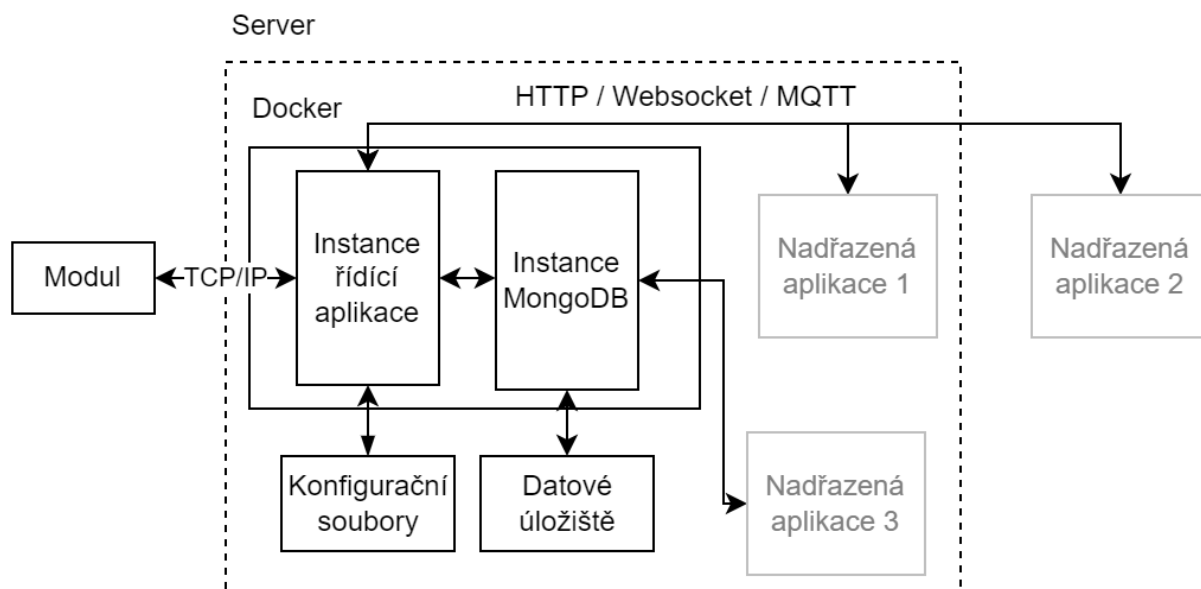 Server
Docker
HTTP / Websocket / MQTT
Modul
TCP/IP
Instance
řídící
aplikace
Instance
MongoDB
Nadřazená
aplikace 1
Nadřazená
aplikace 2
Konfigurační
soubory
Datové
úložiště
Nadřazená
aplikace 3